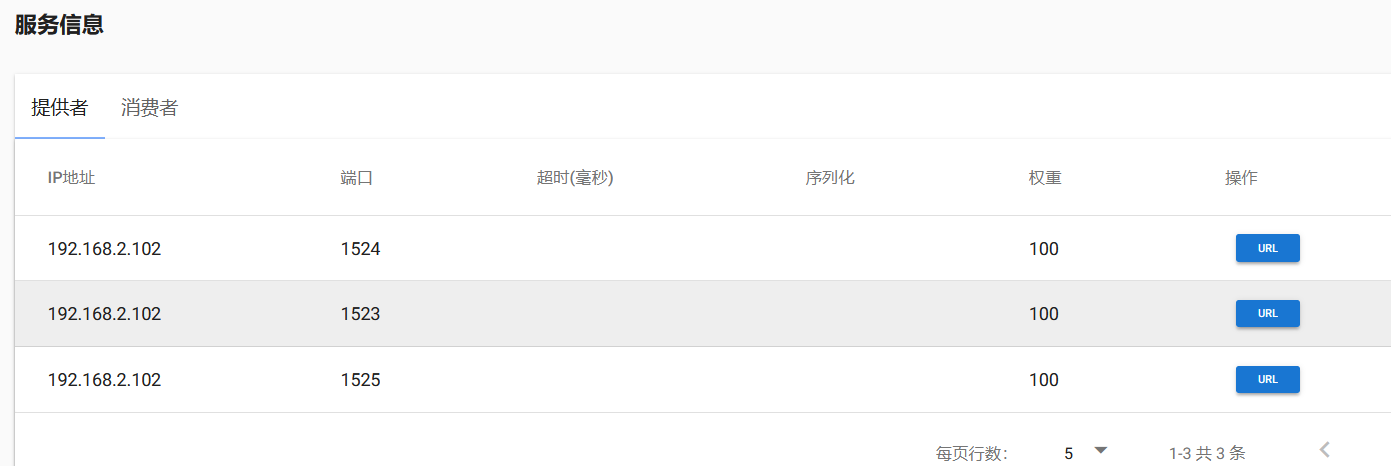 服务信息
提供者 消费者
IP地址 端口 超时(毫秒) 序列化 权重 操作
192.168.2.102 1524 100 URL
192.168.2.102 1523 100 URL
192.168.2.102 1525 100 URL
每页行数: 5 1-3 共 3 条